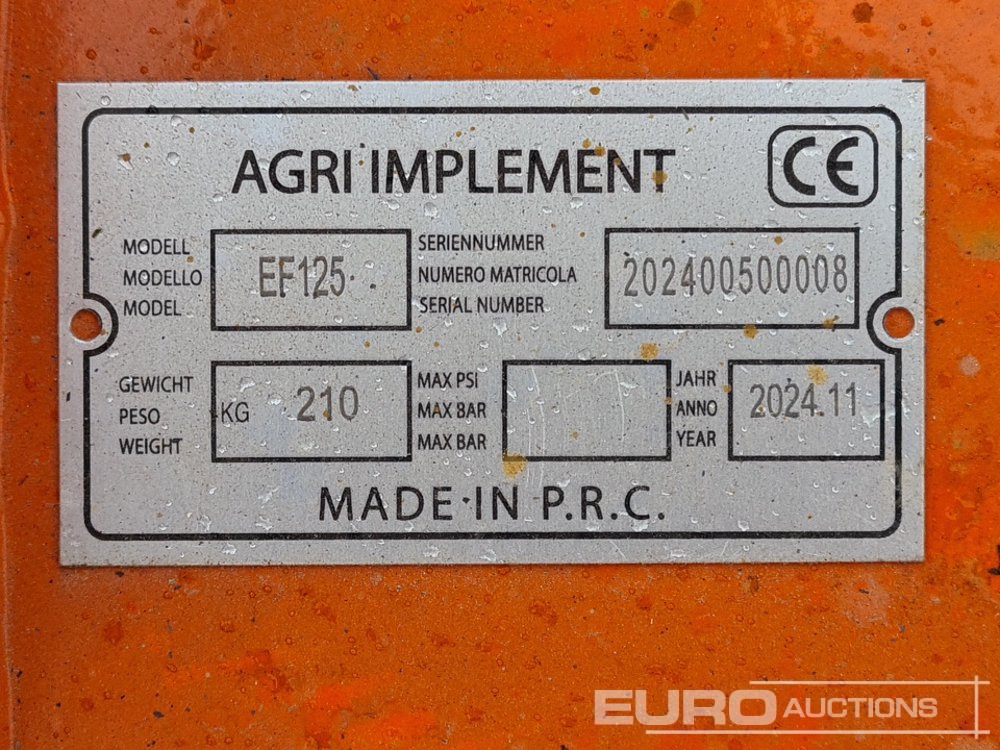 AGRI IMPLEMENT
CE
MODELL
MODELLO
MODEL
EF125
SERIENNUMMER
NUMERO MATRICOLA
SERIAL NUMBER
202400500008
GEWICHT
PESO
WEIGHT
KG 210
MAX PSI
MAX BAR
MAX BAR
JAHR
ANNO
YEAR
2024.11
MADE IN P.R.C.
EURO AUCTIONS